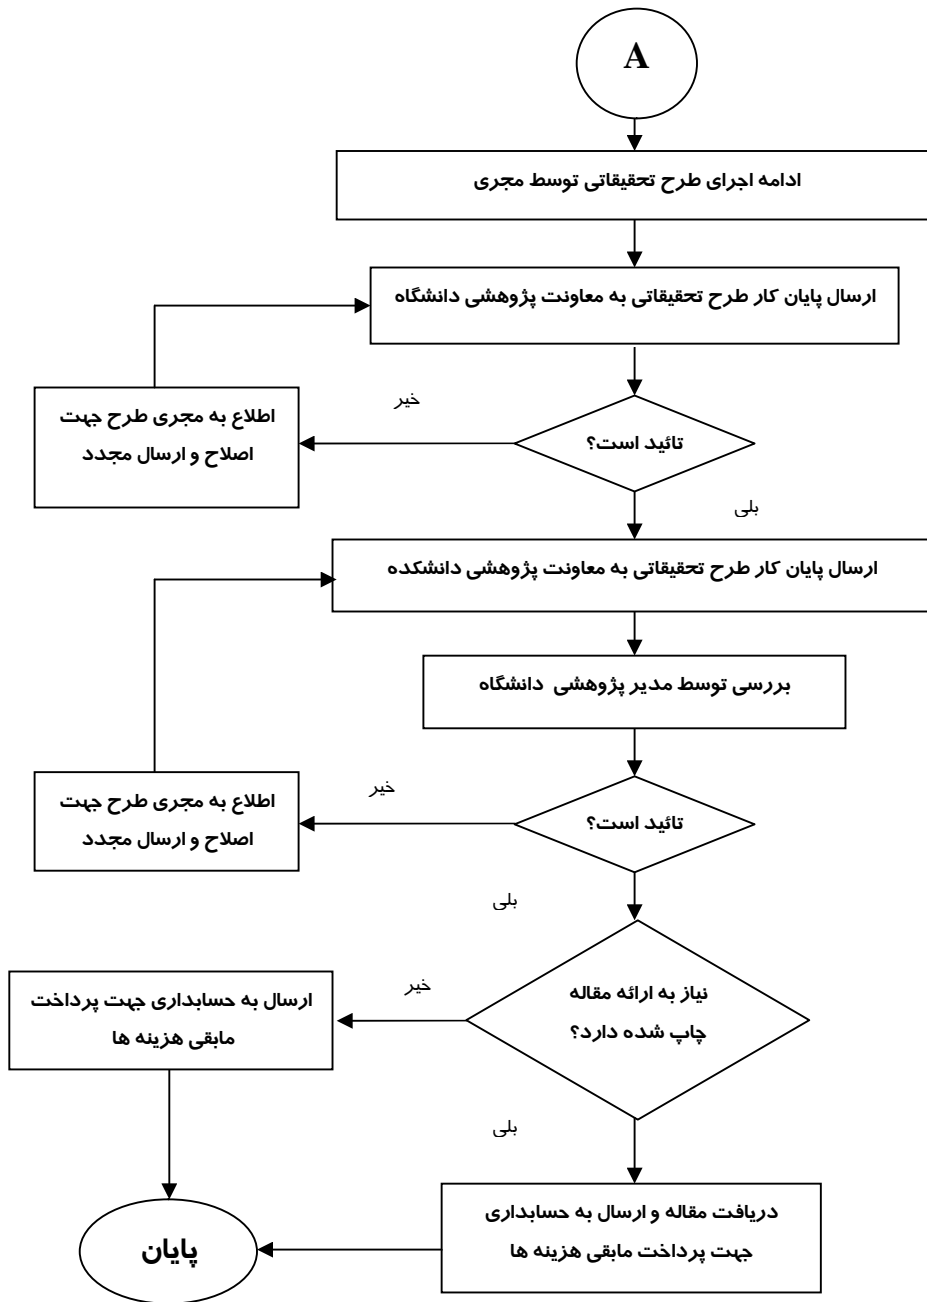 A
ادامه اجرای طرح تحقیقاتی توسط مجری
ارسال پایان کار طرح تحقیقاتی به معاونت پژوهشی دانشگاه
خیر
اطلاع به مجری طرح جهت
اصلاح و ارسال مجدد
تائید است؟
بلی
ارسال پایان کار طرح تحقیقاتی به معاونت پژوهشی دانشکده
بررسی توسط مدیر پژوهشی دانشگاه
خیر
اطلاع به مجری طرح جهت
اصلاح و ارسال مجدد
تائید است؟
بلی
نیاز به ارائه مقاله
چاپ شده دارد؟
خیر
ارسال به حسابداری جهت پرداخت
مابقی هزینه ها
بلی
دریافت مقاله و ارسال به حسابداری
جهت پرداخت مابقی هزینه ها
پایان